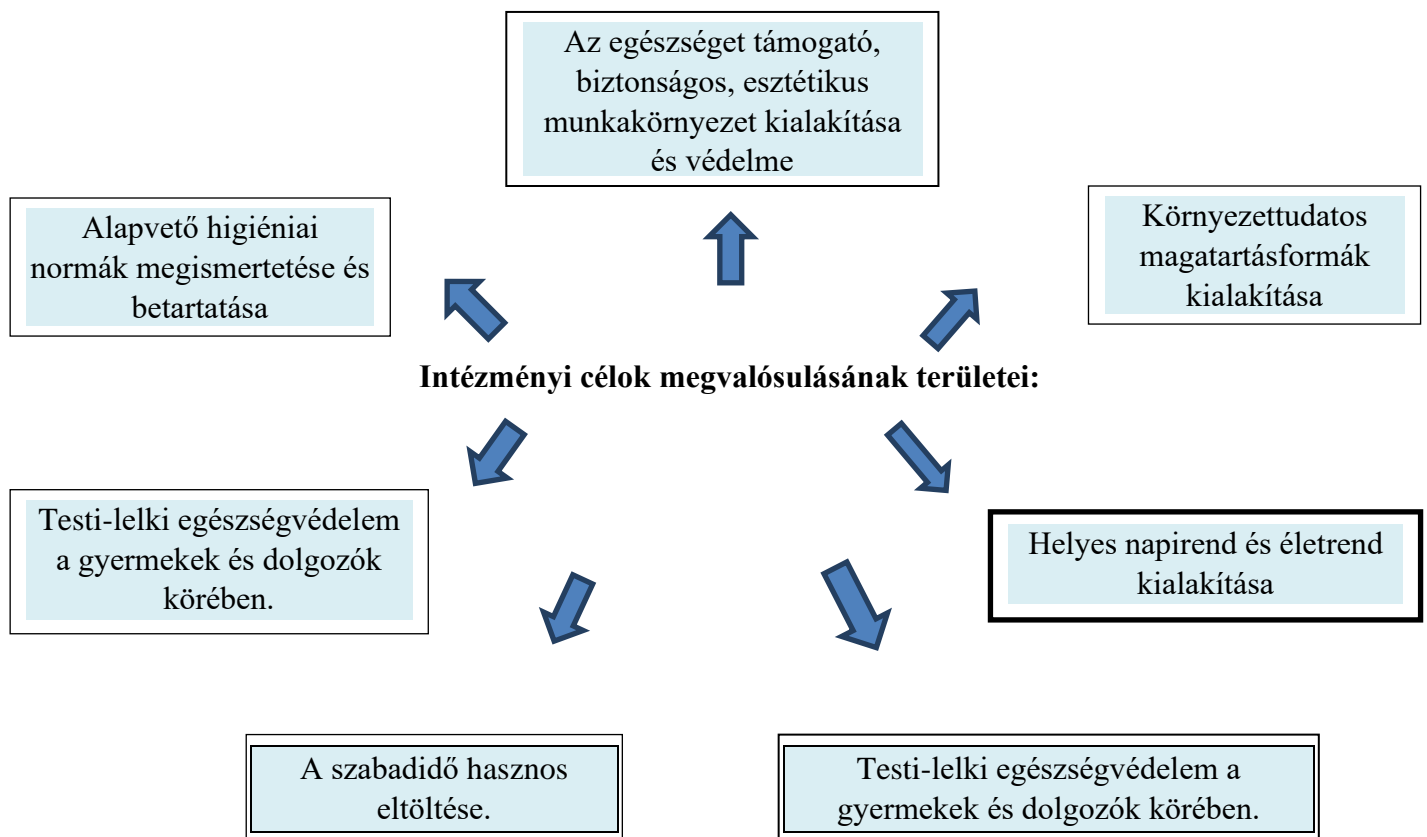 Az egészséget támogató,
biztonságos, esztétikus
munkakörnyezet kialakítása
és védelme
Alapvető higiéniai
normák megismertetése és
betartatása
Környezettudatos
magatartásformák
kialakítása
Intézményi célok megvalósulásának területei:
Testi-lelki egészségvédelem
a gyermekek és dolgozók
körében.
Helyes napirend és életrend
kialakítása
A szabadidő hasznos
eltöltése.
Testi-lelki egészségvédelem a
gyermekek és dolgozók körében.